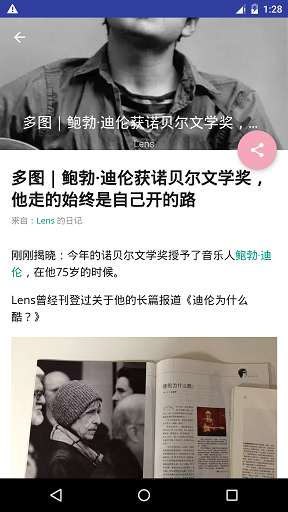 1:28
多图｜鲍勃·迪伦获诺贝尔文学奖，...
Lens
多图｜鲍勃·迪伦获诺贝尔文学奖，
他走的始终是自己开的路
来自：Lens 的日记
刚刚揭晓：今年的诺贝尔文学奖授予了音乐人鲍勃·迪
伦，在他75岁的时候。
Lens曾经刊登过关于他的长篇报道《迪伦为什么
酷？》
迪伦为什么酷